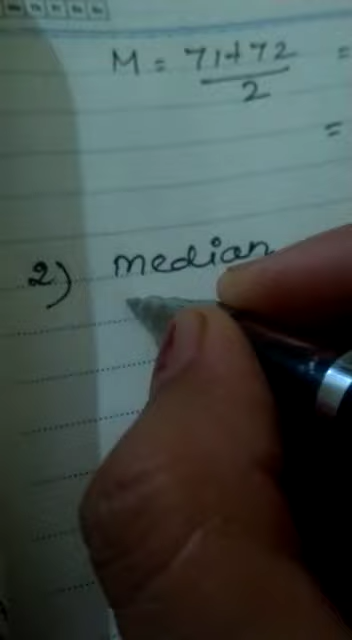 M = 71+72 =
2
=
2) median